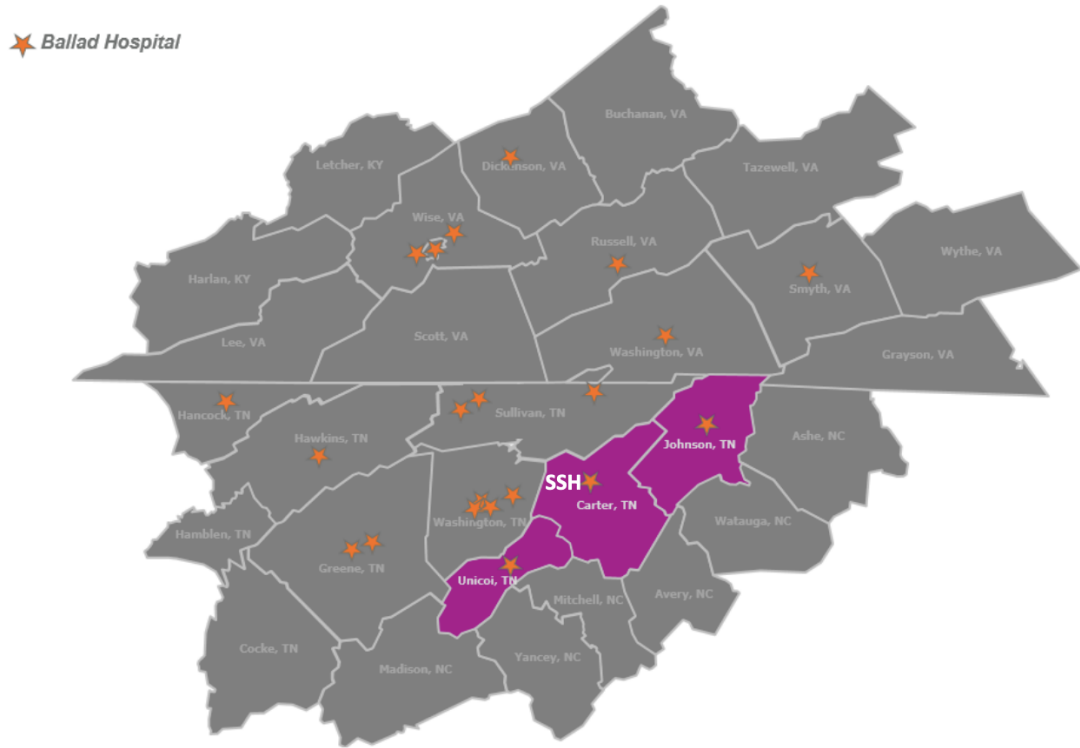 Ballad Hospital
Buchanan, VA
Letcher, KY
Dickenson, VA
Tazewell, VA
Wise, VA
Russell, VA
Wythe, VA
Harlan, KY
Smyth, VA
Lee, VA
Scott, VA
Washington, VA
Grayson, VA
Hancock, TN
Sullivan, TN
Hawkins, TN
Johnson, TN
Ashe, NC
SSH
Carter, TN
Washington, TN
Watauga, NC
Hamblen, TN
Greene, TN
Unicoi, TN
Mitchell, NC
Avery, NC
Cocke, TN
Madison, NC
Yancey, NC